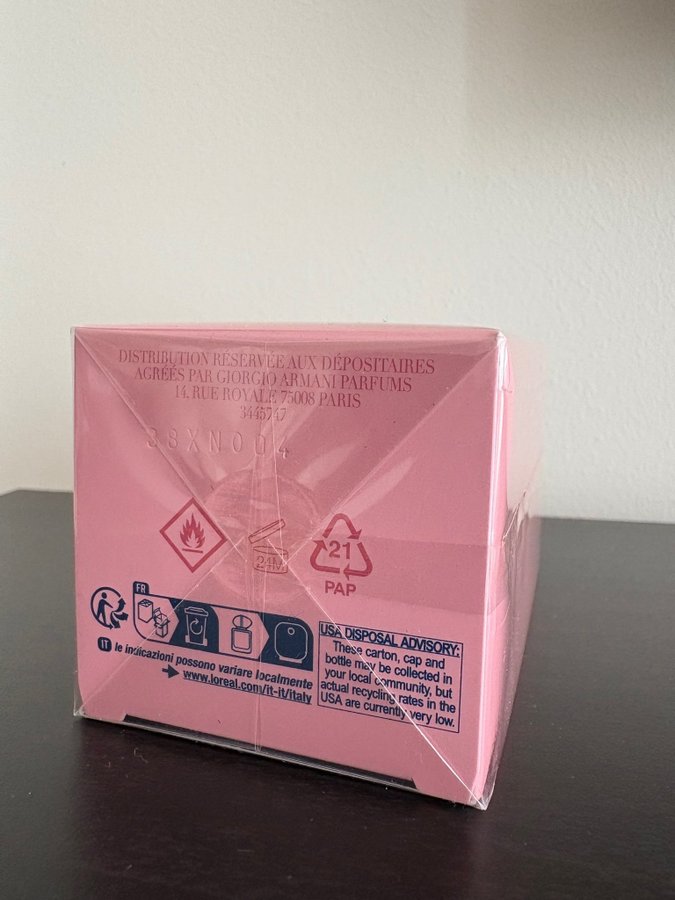 DISTRIBUTION RÉSERVÉE AUX DÉPOSITAIRES
AGRÉÉS PAR GIORGIO ARMANI PARFUMS
14, RUE ROYALE 75008 PARIS
3445747
38XN004
24M
21
PAP
FR
IT le indicazioni possono variare localmente
www.loreal.com/it-it/italy
USA DISPOSAL ADVISORY:
These carton, cap and
bottle may be collected in
your local community, but
actual recycling rates in the
USA are currently very low.